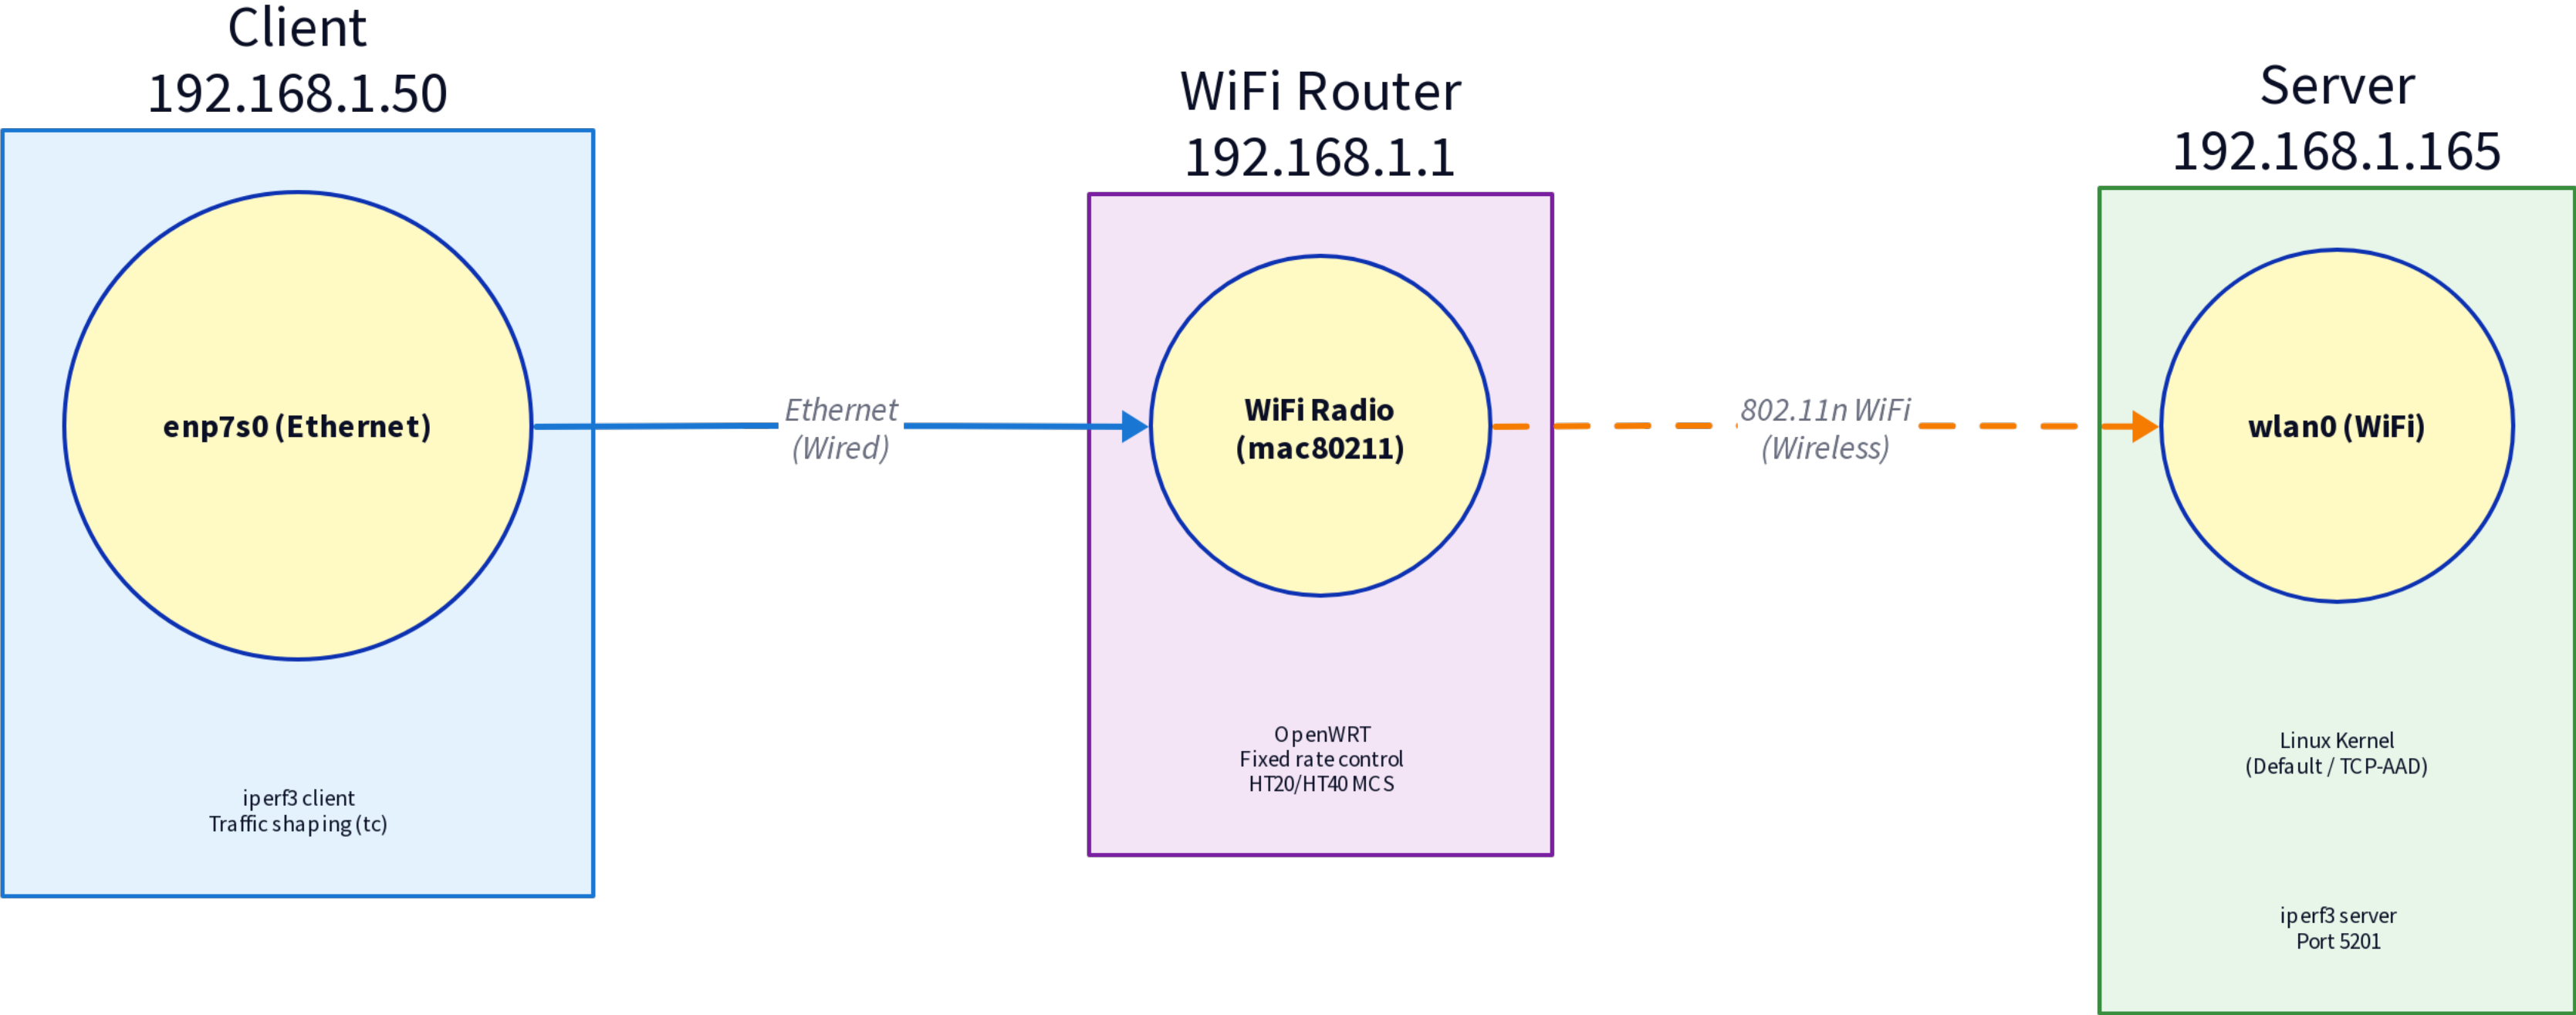 Client
192.168.1.50
enp7s0 (Ethernet)
iperf3 client
Traffic shaping (tc)
Ethernet
(Wired)
WiFi Router
192.168.1.1
WiFi Radio
(mac80211)
OpenWRT
Fixed rate control
HT20/HT40 MCS
802.11n WiFi
(Wireless)
Server
192.168.1.165
wlan0 (WiFi)
Linux Kernel
(Default / TCP-AAD)
iperf3 server
Port 5201